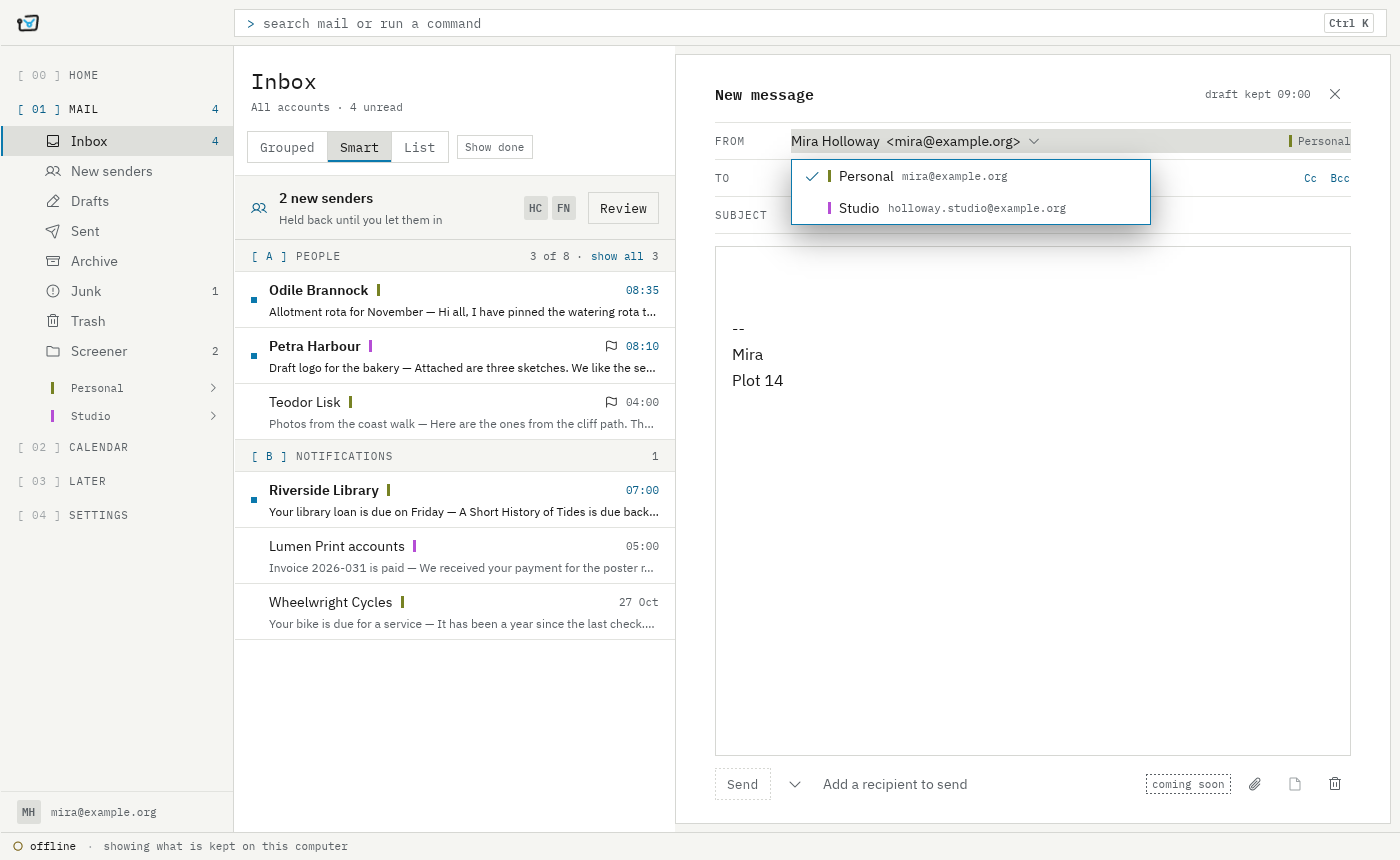 > search mail or run a command
Ctrl K
[ 00 ] HOME
[ 01 ] MAIL 4
Inbox 4
New senders
Drafts
Sent
Archive
Junk 1
Trash
Screener 2
Personal
Studio
[ 02 ] CALENDAR
[ 03 ] LATER
[ 04 ] SETTINGS
MH mira@example.org
Inbox
All accounts · 4 unread
Grouped Smart List Show done
2 new senders
Held back until you let them in
HC FN Review
[ A ] PEOPLE 3 of 8 · show all 3
Odile Brannock 08:35
Allotment rota for November — Hi all, I have pinned the watering rota t…
Petra Harbour 08:10
Draft logo for the bakery — Attached are three sketches. We like the se…
Teodor Lisk 04:00
Photos from the coast walk — Here are the ones from the cliff path. Th…
[ B ] NOTIFICATIONS 1
Riverside Library 07:00
Your library loan is due on Friday — A Short History of Tides is due back…
Lumen Print accounts 05:00
Invoice 2026-031 is paid — We received your payment for the poster r…
Wheelwright Cycles 27 Oct
Your bike is due for a service — It has been a year since the last check.…
New message draft kept 09:00
FROM Mira Holloway <mira@example.org> Personal
TO Cc Bcc
Personal mira@example.org
Studio holloway.studio@example.org
SUBJECT
--
Mira
Plot 14
Send Add a recipient to send coming soon
offline · showing what is kept on this computer